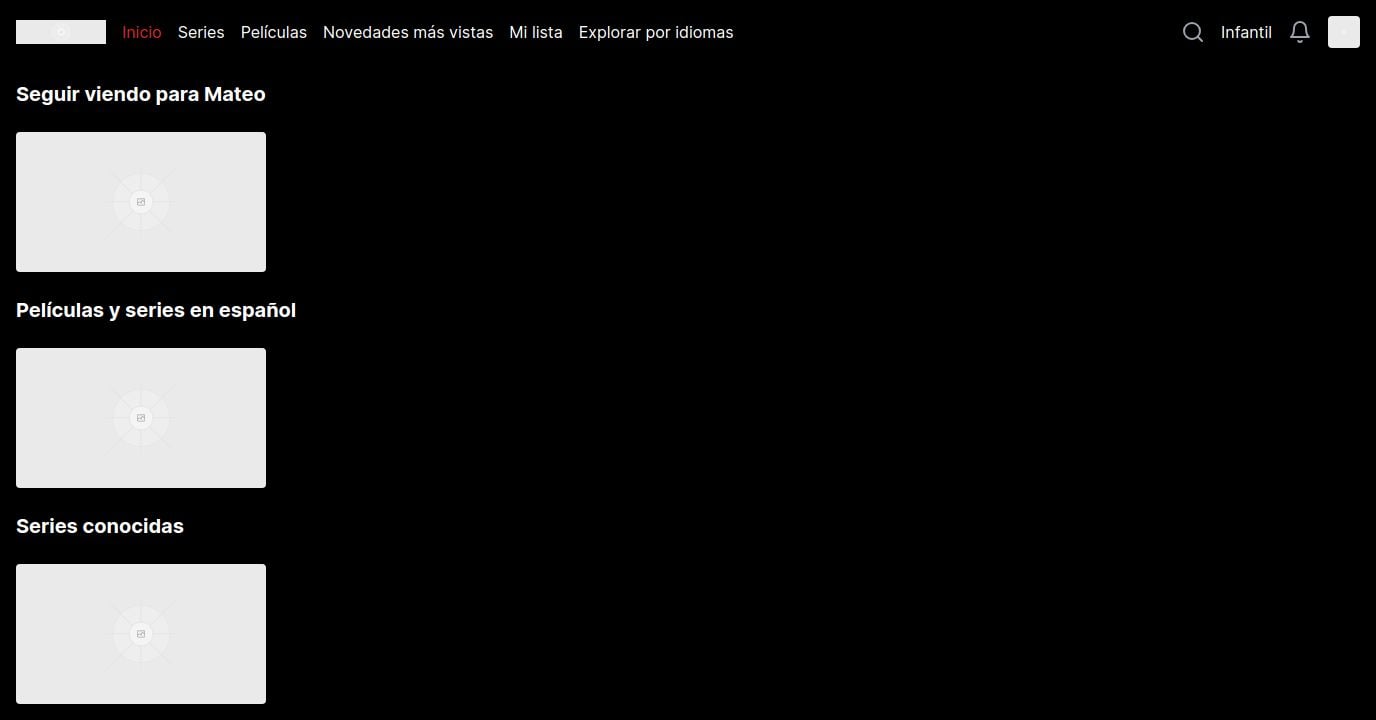 Inicio Series Películas Novedades más vistas Mi lista Explorar por idiomas Infantil
Seguir viendo para Mateo
Películas y series en español
Series conocidas